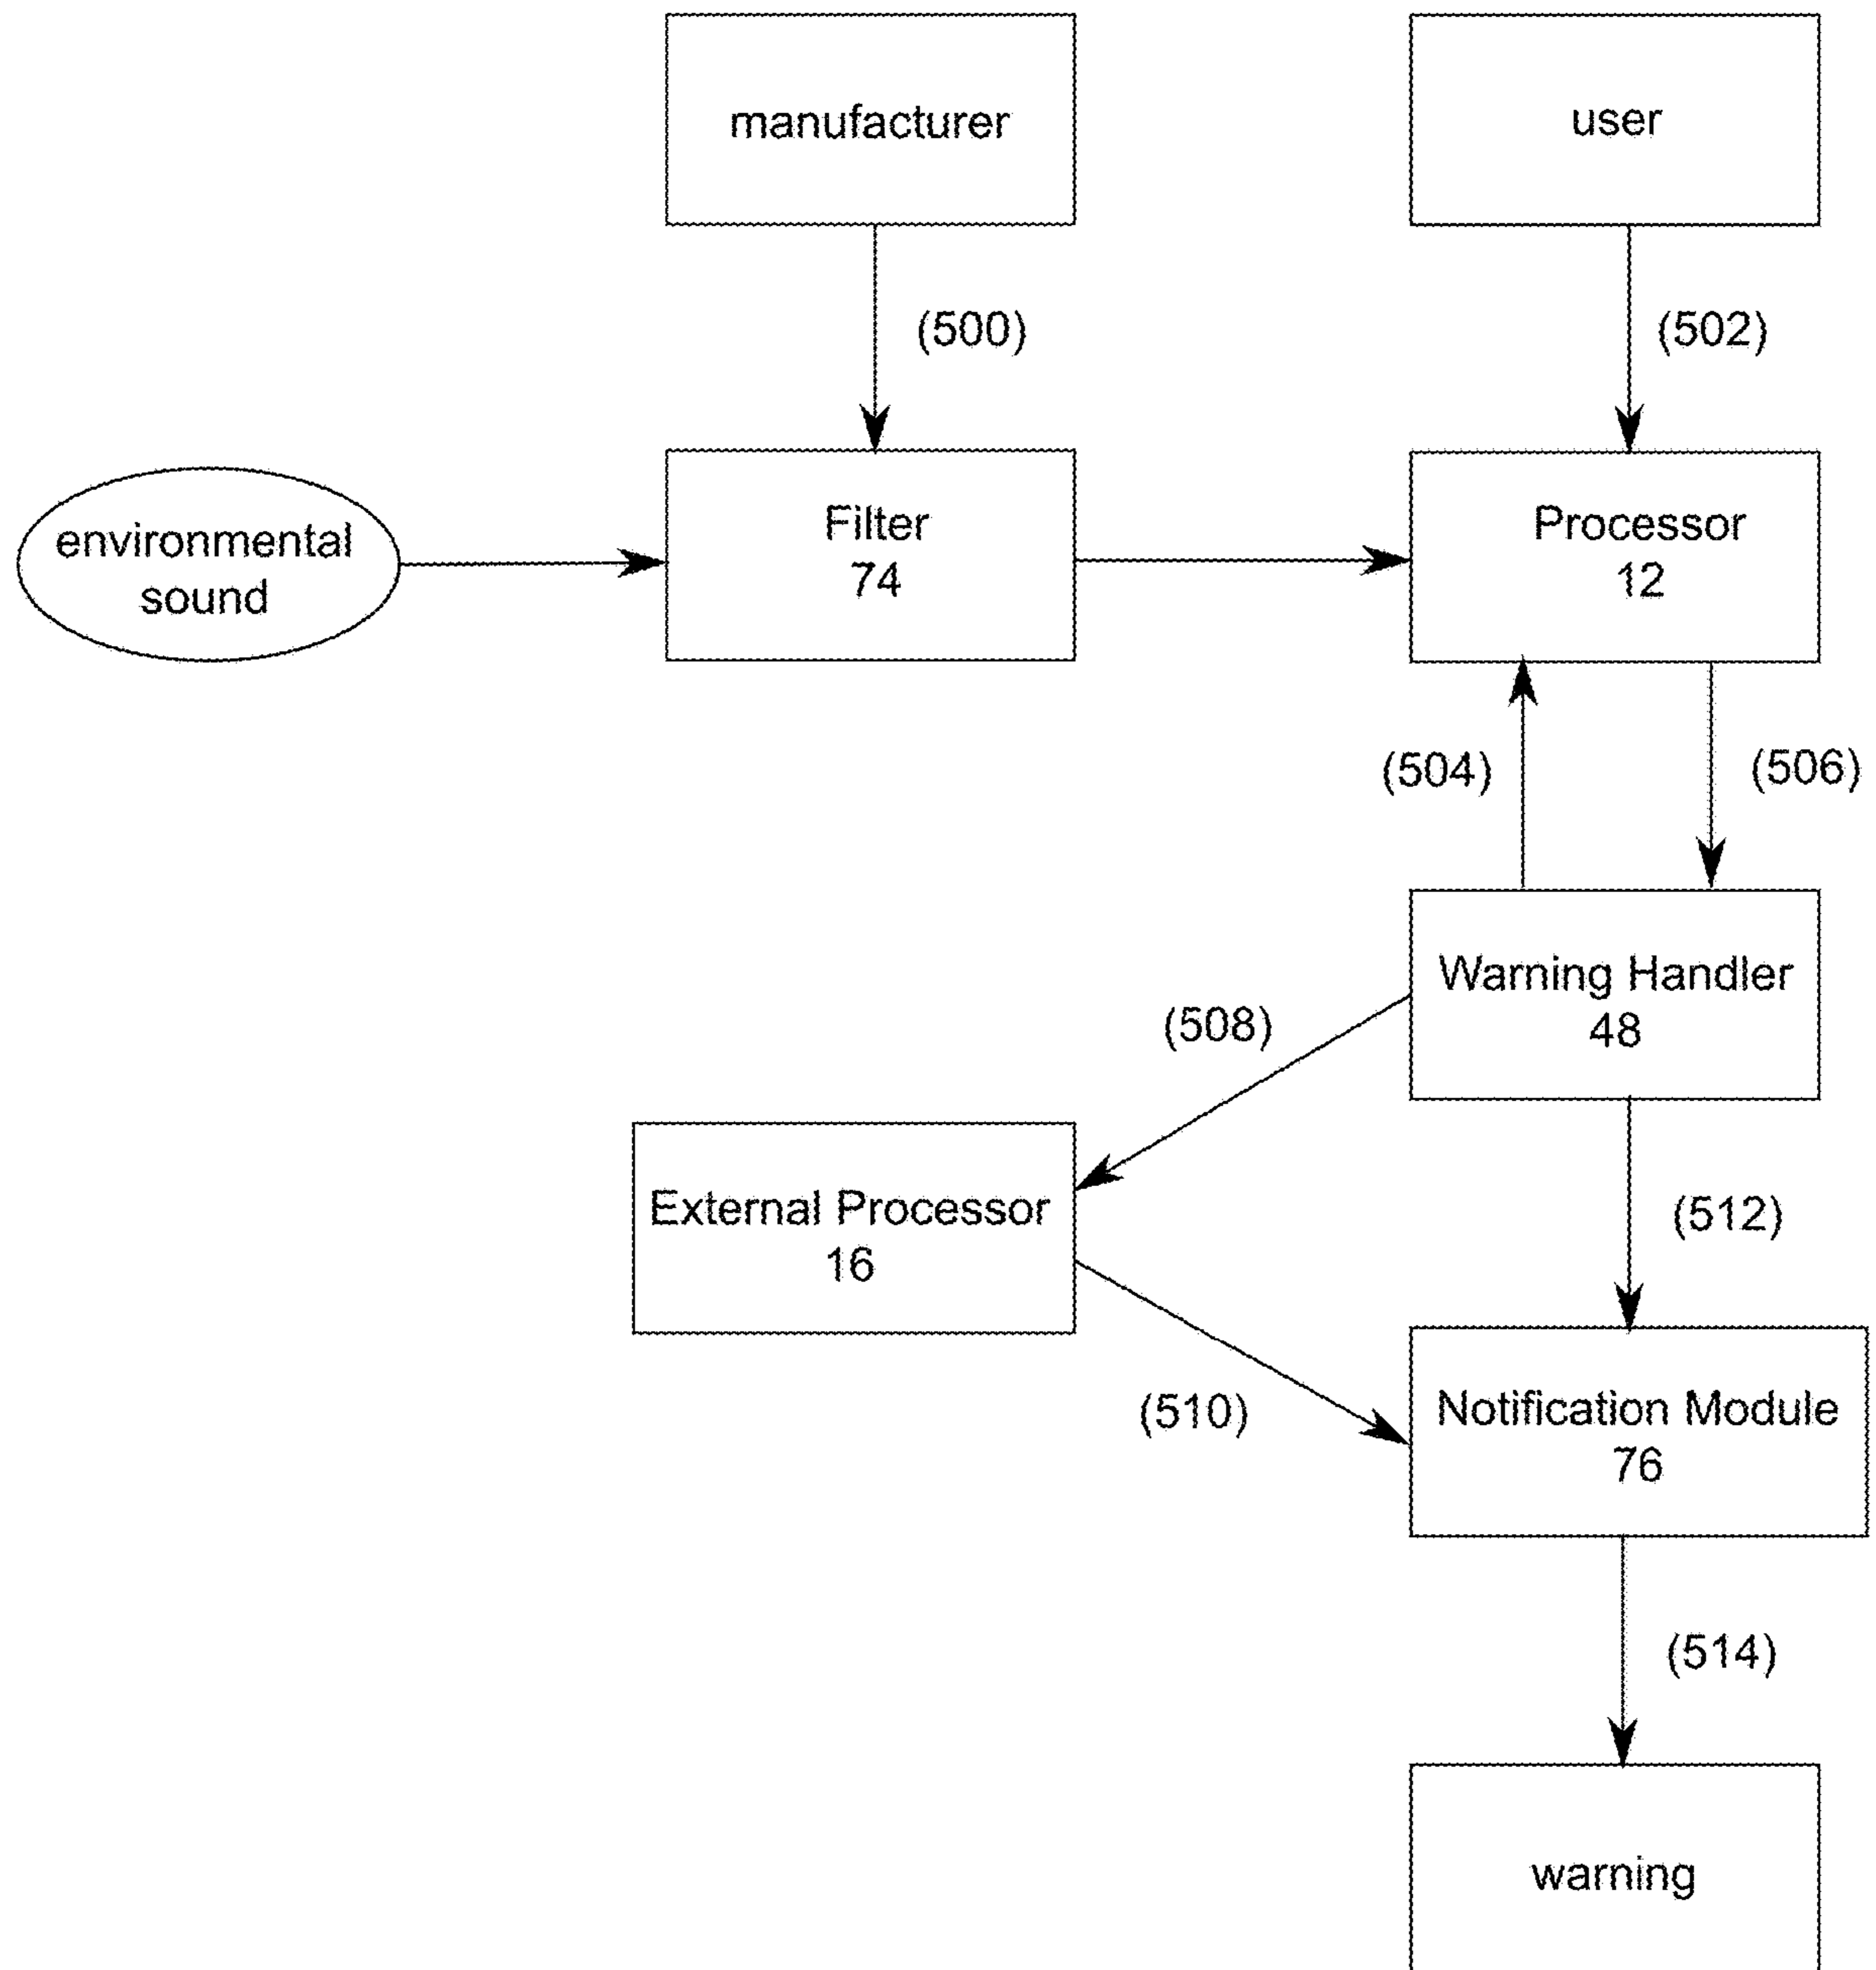 manufacturer
user
(500)
(502)
environmental
sound
Filter
74
Processor
12
(504)
(506)
Warning Handler
48
(508)
External Processor
16
(512)
(510)
Notification Module
76
(514)
warning